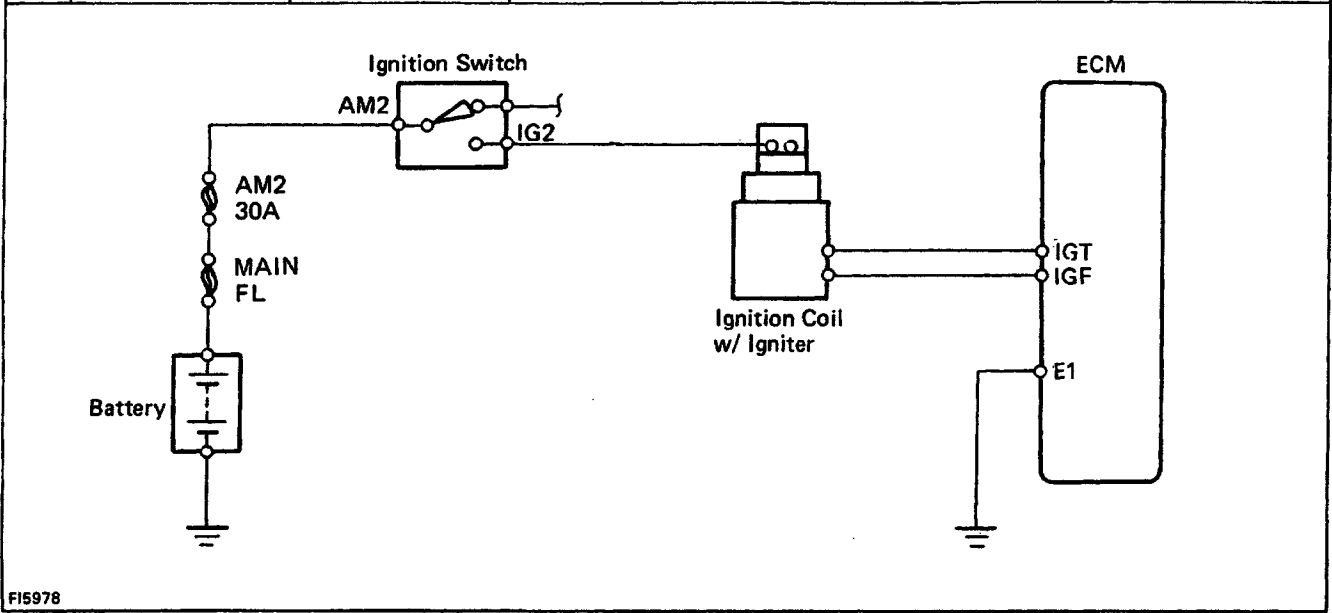 Ignition Switch
ECM
AM2
IG2
AM2
30A
MAIN
FL
IGT
IGF
Ignition Coil
w/ Igniter
E1
Battery
FI5978